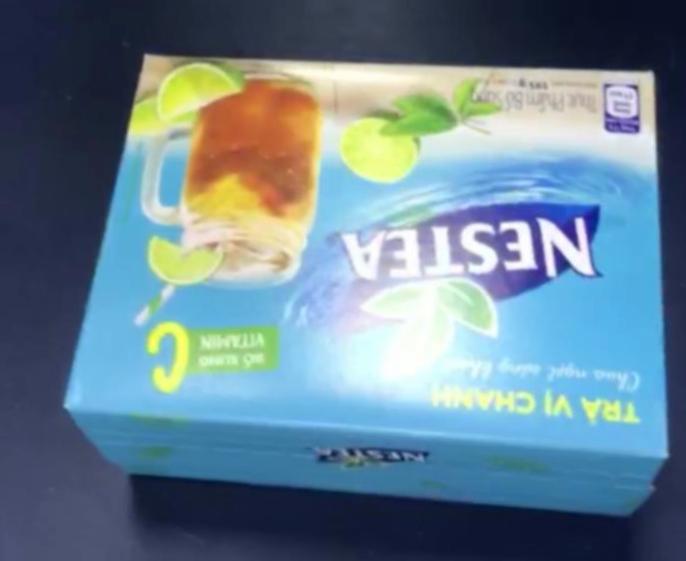 TRÀ VỊ CHANH
Chua ngọt sảng khoái
NESTEA
BỔ SUNG
VITAMIN
C
Thực Phẩm Bổ Sung
NESTEA